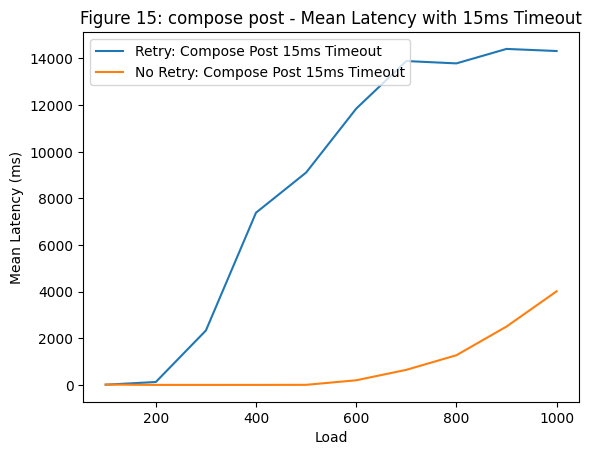 Figure 15: compose post - Mean Latency with 15ms Timeout
Retry: Compose Post 15ms Timeout
No Retry: Compose Post 15ms Timeout
Mean Latency (ms)
14000
12000
10000
8000
6000
4000
2000
0
200 400 600 800 1000
Load